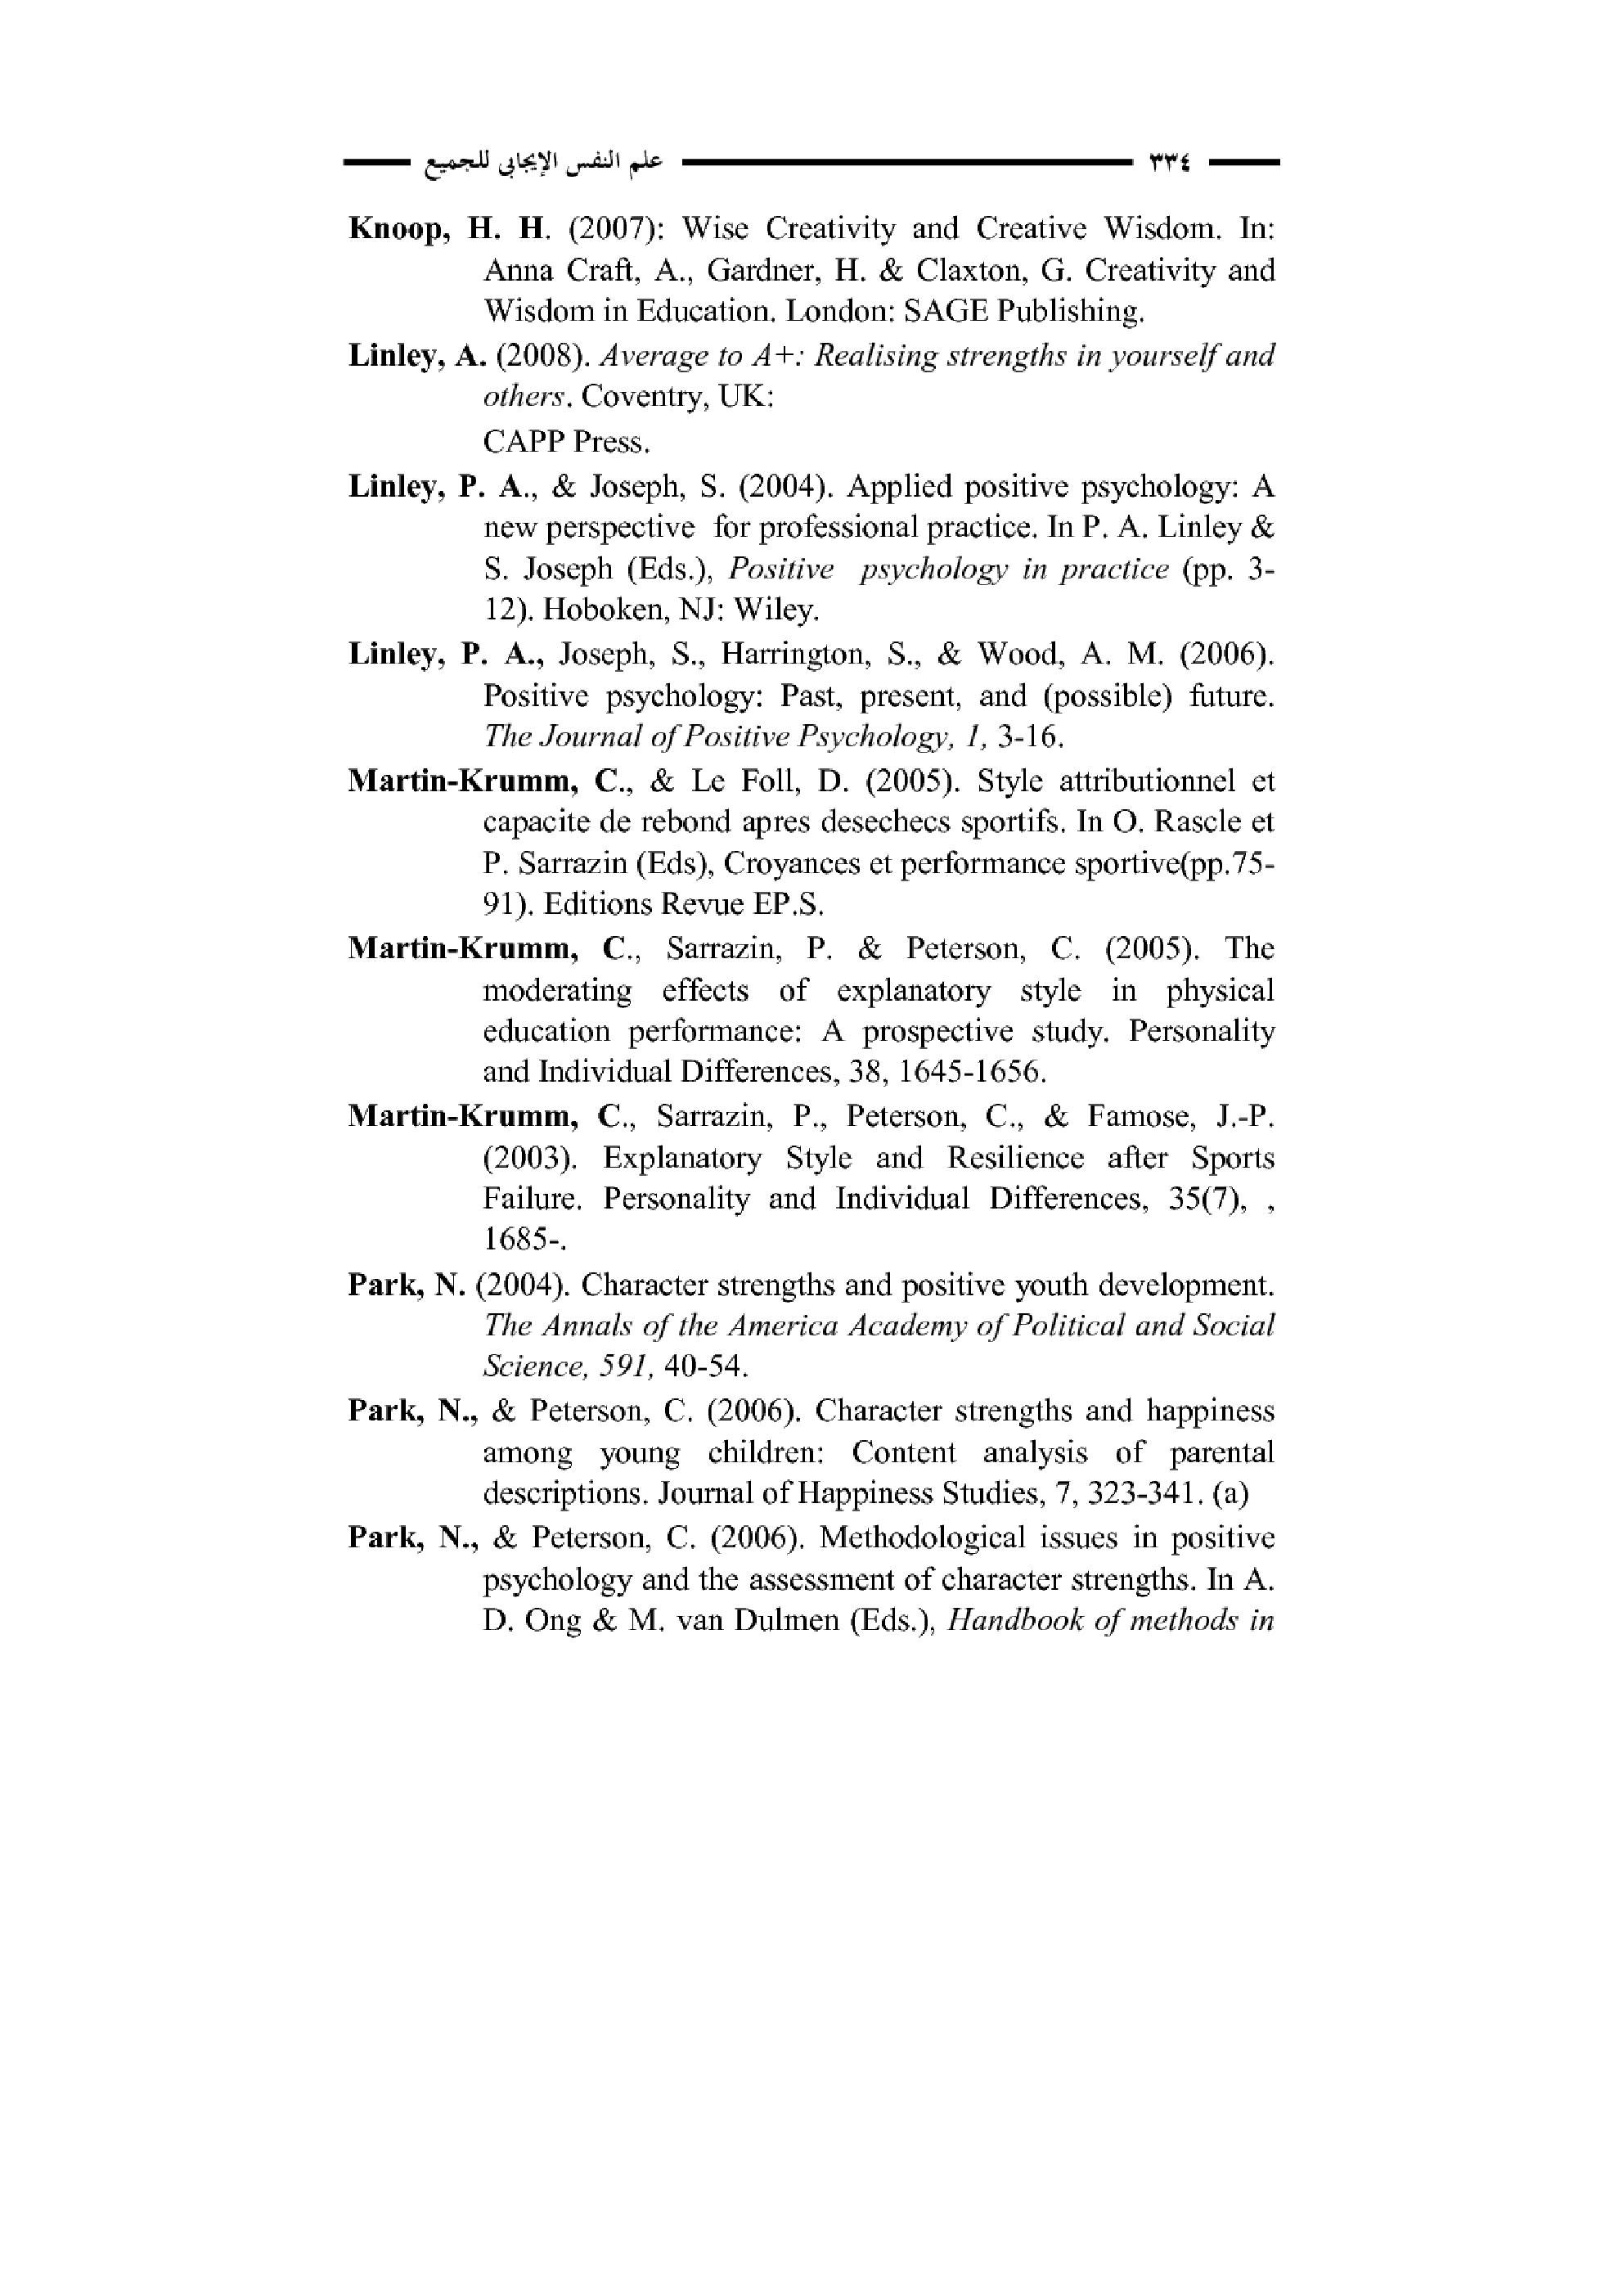 علم النفس الإيجابي للجميع ٣٣٤
Knoop, H. H. (2007): Wise Creativity and Creative Wisdom. In:
Anna Craft, A., Gardner, H. & Claxton, G. Creativity and
Wisdom in Education. London: SAGE Publishing.
Linley, A. (2008). Average to A+: Realising strengths in yourself and
others. Coventry, UK:
CAPP Press.
Linley, P. A., & Joseph, S. (2004). Applied positive psychology: A
new perspective for professional practice. In P. A. Linley &
S. Joseph (Eds.), Positive psychology in practice (pp. 3-
12). Hoboken, NJ: Wiley.
Linley, P. A., Joseph, S., Harrington, S., & Wood, A. M. (2006).
Positive psychology: Past, present, and (possible) future.
The Journal of Positive Psychology, 1, 3-16.
Martin-Krumm, C., & Le Foll, D. (2005). Style attributionnel et
capacite de rebond apres desechecs sportifs. In O. Rascle et
P. Sarrazin (Eds), Croyances et performance sportive(pp.75-
91). Editions Revue EP.S.
Martin-Krumm, C., Sarrazin, P. & Peterson, C. (2005). The
moderating effects of explanatory style in physical
education performance: A prospective study. Personality
and Individual Differences, 38, 1645-1656.
Martin-Krumm, C., Sarrazin, P., Peterson, C., & Famose, J.-P.
(2003). Explanatory Style and Resilience after Sports
Failure. Personality and Individual Differences, 35(7), ,
1685-.
Park, N. (2004). Character strengths and positive youth development.
The Annals of the America Academy of Political and Social
Science, 591, 40-54.
Park, N., & Peterson, C. (2006). Character strengths and happiness
among young children: Content analysis of parental
descriptions. Journal of Happiness Studies, 7, 323-341. (a)
Park, N., & Peterson, C. (2006). Methodological issues in positive
psychology and the assessment of character strengths. In A.
D. Ong & M. van Dulmen (Eds.), Handbook of methods in